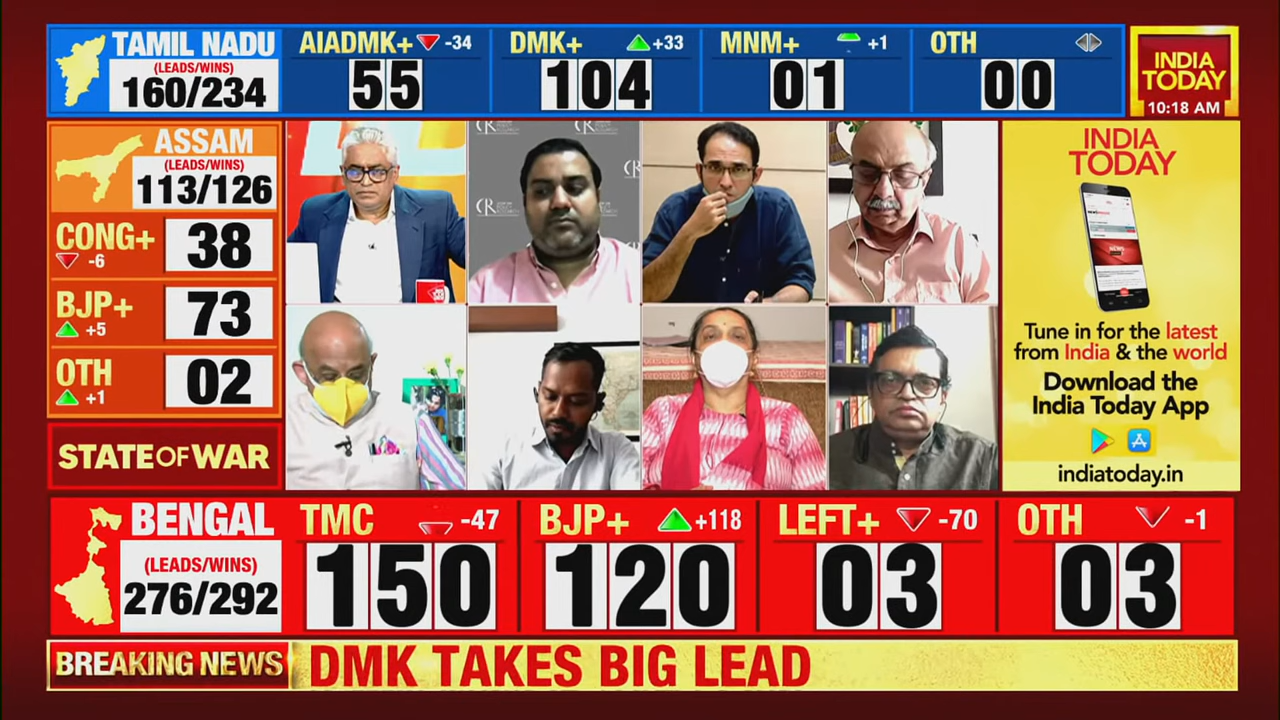 TAMIL NADU
(LEADS/WINS)
160/234
AIADMK+ -34
55
DMK+ +33
104
MNM+ +1
01
OTH
00
INDIA
TODAY
10:18 AM
ASSAM
(LEADS/WINS)
113/126
CONG+
-6
38
BJP+
+5
73
OTH
+1
02
STATE OF WAR
INDIA
TODAY
Tune in for the latest
from India & the world
Download the
India Today App
indiatoday.in
BENGAL
(LEADS/WINS)
276/292
TMC -47
150
BJP+ +118
120
LEFT+ -70
03
OTH -1
03
BREAKING NEWS
DMK TAKES BIG LEAD